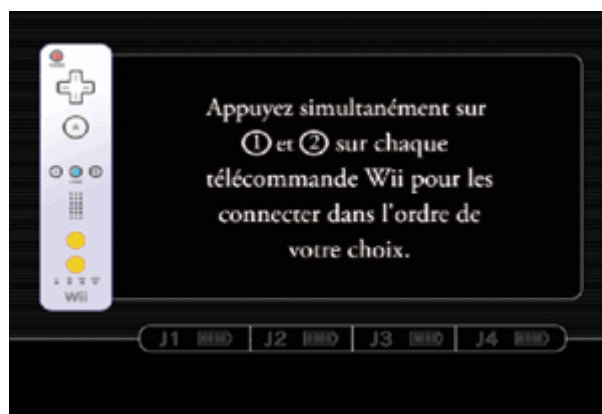 Appuyez simultanément sur
① et ② sur chaque
télécommande Wii pour les
connecter dans l'ordre de
votre choix.
Wii
J1 J2 J3 J4